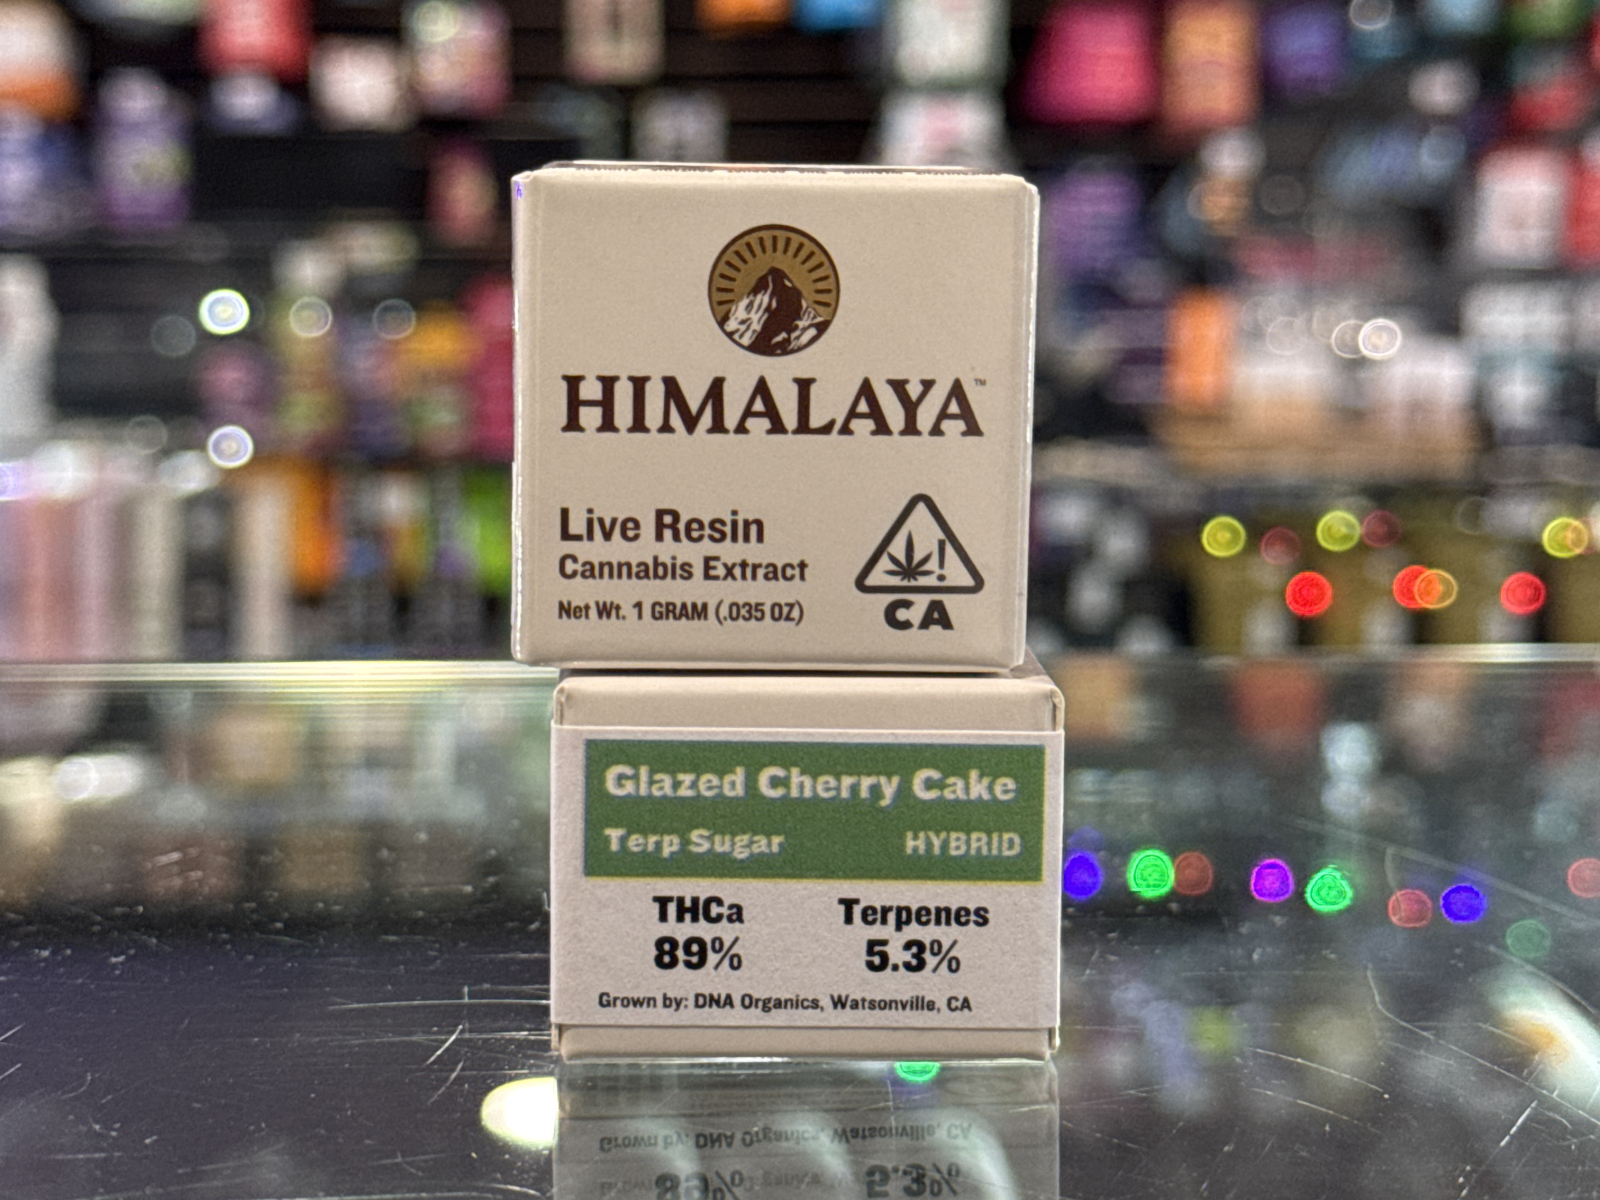 HIMALAYA™
Live Resin
Cannabis Extract
Net Wt. 1 GRAM (.035 OZ)
CA
Glazed Cherry Cake
Terp Sugar HYBRID
THCa Terpenes
89% 5.3%
Grown by: DNA Organics, Watsonville, CA